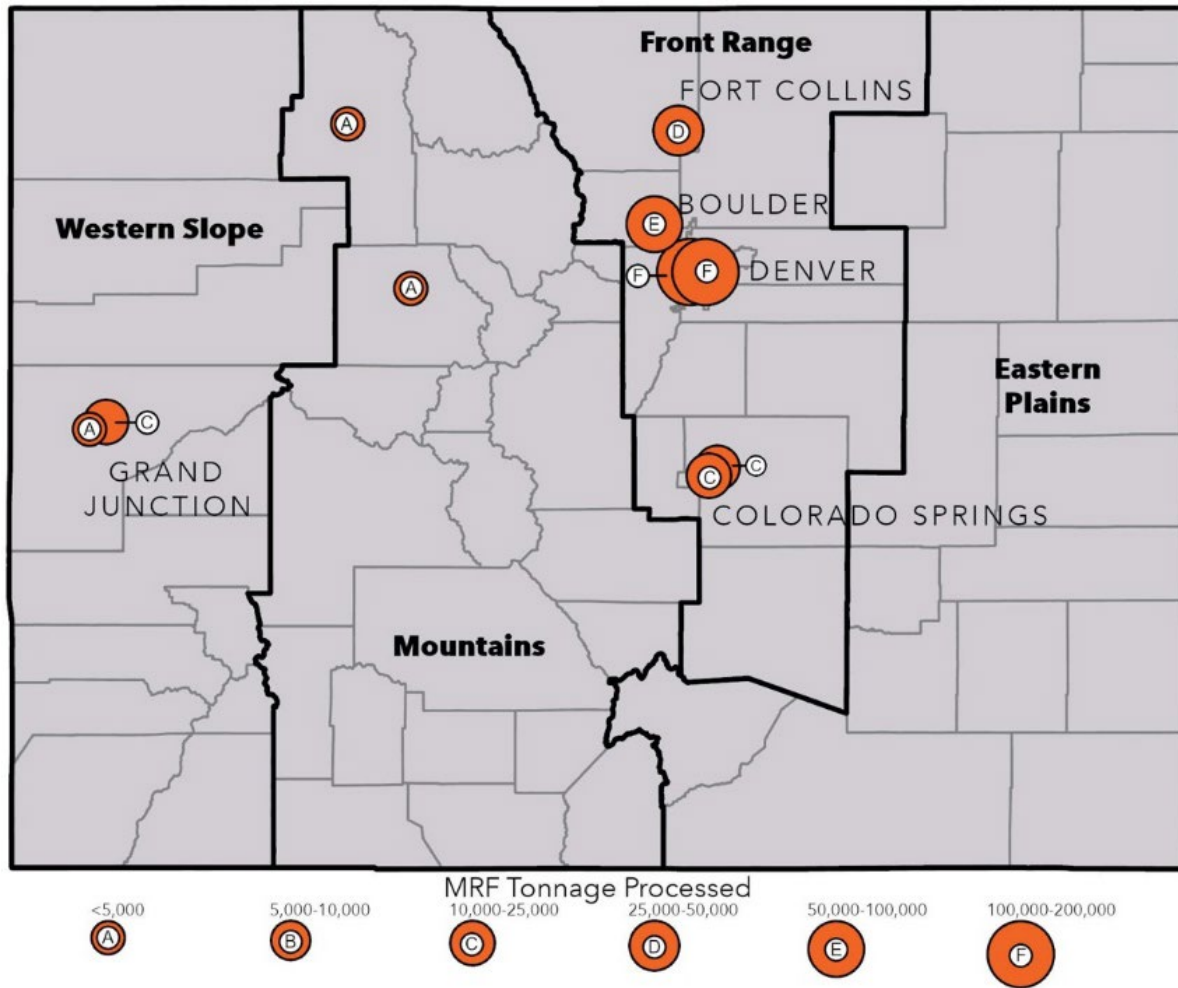 Front Range
FORT COLLINS
A
D
BOULDER
Western Slope
E
F
F
DENVER
A
Eastern
Plains
A
C
GRAND
JUNCTION
C
C
COLORADO SPRINGS
Mountains
MRF Tonnage Processed
<5,000
5,000-10,000
10,000-25,000
25,000-50,000
50,000-100,000
100,000-200,000
A
B
C
D
E
F